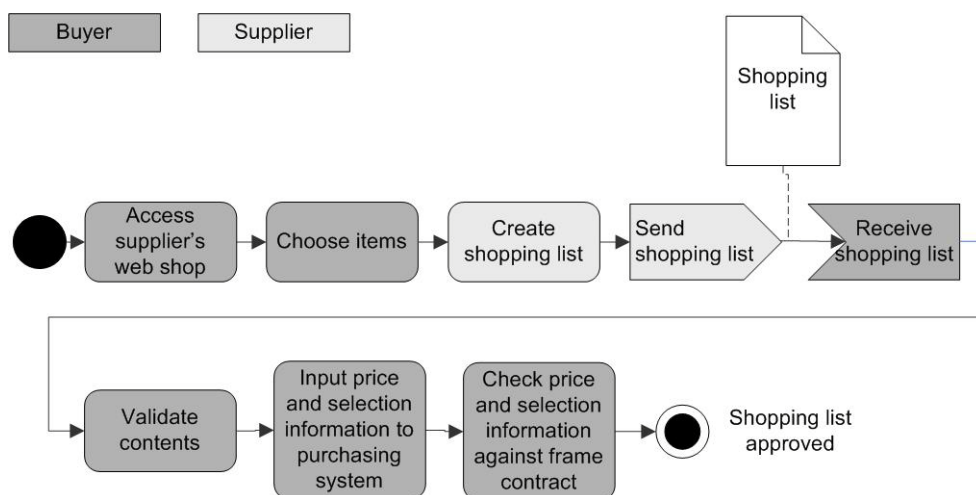 Buyer
Supplier
Shopping
list
Access
supplier's
web shop
Choose items
Create
shopping list
Send
shopping list
Receive
shopping list
Validate
contents
Input price
and selection
information to
purchasing
system
Check price
and selection
information
against frame
contract
Shopping list
approved